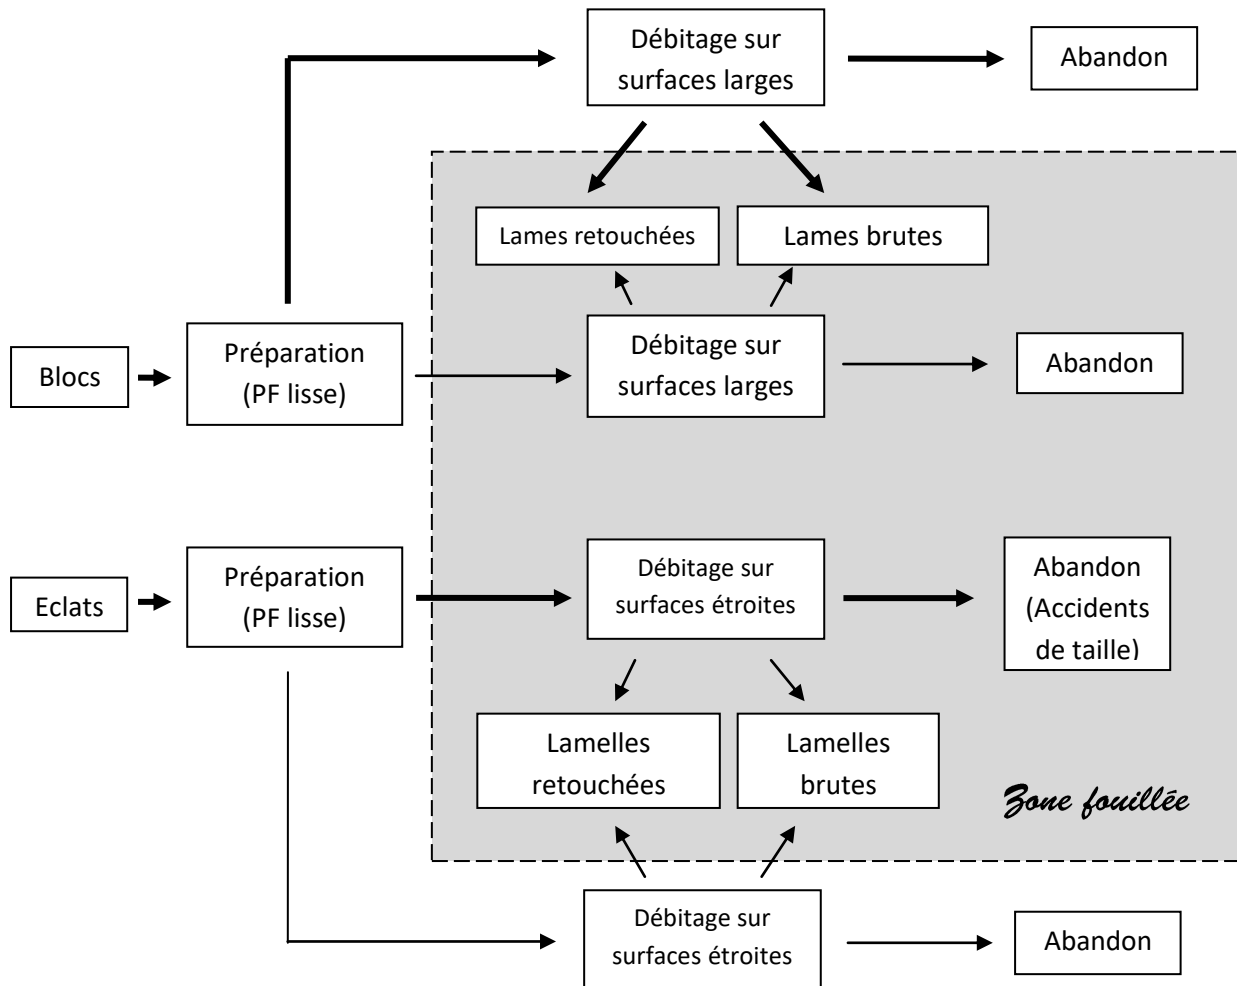 Débitage sur
surfaces larges
Abandon
Lames retouchées
Lames brutes
Blocs
Préparation
(PF lisse)
Débitage sur
surfaces larges
Abandon
Eclats
Préparation
(PF lisse)
Débitage sur
surfaces étroites
Abandon
(Accidents
de taille)
Lamelles
retouchées
Lamelles
brutes
Zone fouillée
Débitage sur
surfaces étroites
Abandon